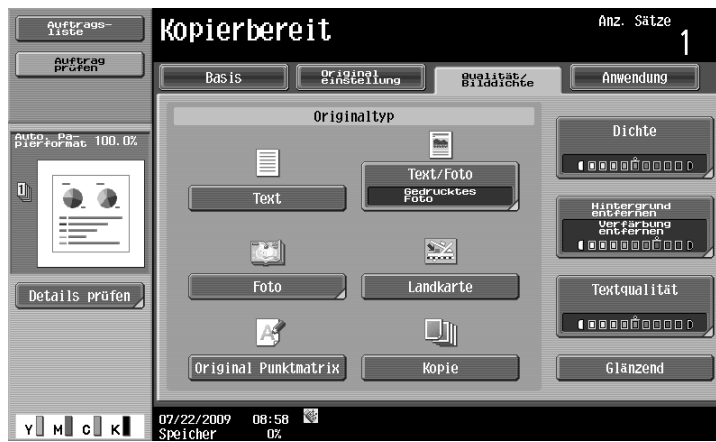 Auftrags-
liste
Auftrag
prüfen
Kopierbereit
Anz. Sätze
1
Basis
Original
einstellung
Qualität/
Bilddichte
Anwendung
Auto. Pa-
pierformat 100.0%
1
Details prüfen
Originaltyp
Text
Text/Foto
Gedrucktes
Foto
Foto
Landkarte
Original Punktmatrix
Kopie
Dichte
Hintergrund
entfernen
Verfärbung
entfernen
Textqualität
Glänzend
Y M C K
07/22/2009 08:58
Speicher 0%